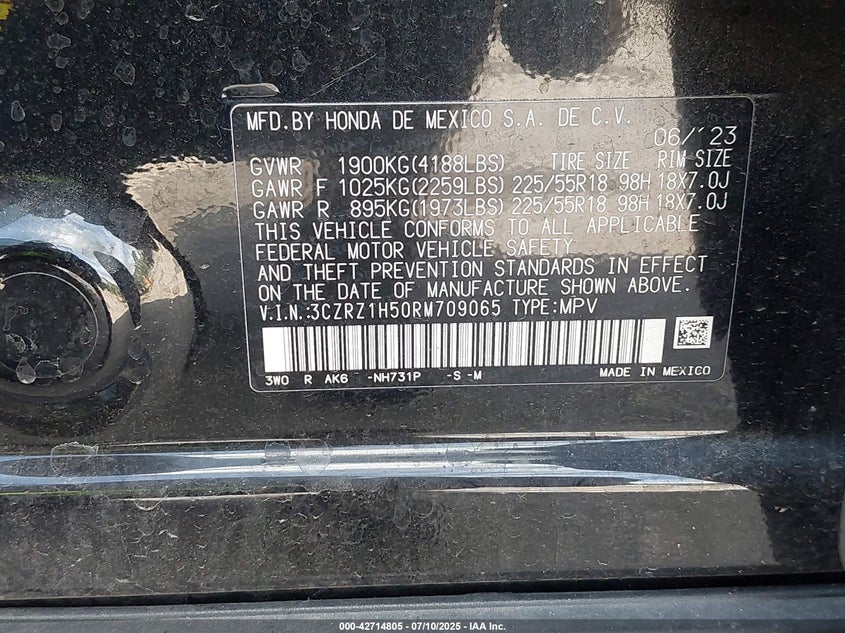 MFD.BY HONDA DE MEXICO S.A. DE C.V.
06/'23
GVWR 1900KG(4188LBS) TIRE SIZE RIM SIZE
GAWR F 1025KG(2259LBS) 225/55R18 98H 18X7.0J
GAWR R 895KG(1973LBS) 225/55R18 98H 18X7.0J
THIS VEHICLE CONFORMS TO ALL APPLICABLE
FEDERAL MOTOR VEHICLE SAFETY
AND THEFT PREVENTION STANDARDS IN EFFECT
ON THE DATE OF MANUFACTURE SHOWN ABOVE.
V.I.N.:3CZRZ1H50RM709065 TYPE:MPV
3W0 R AK6 -NH731P -S -M MADE IN MEXICO
000-42714805 - 07/10/2025 - IAA Inc.